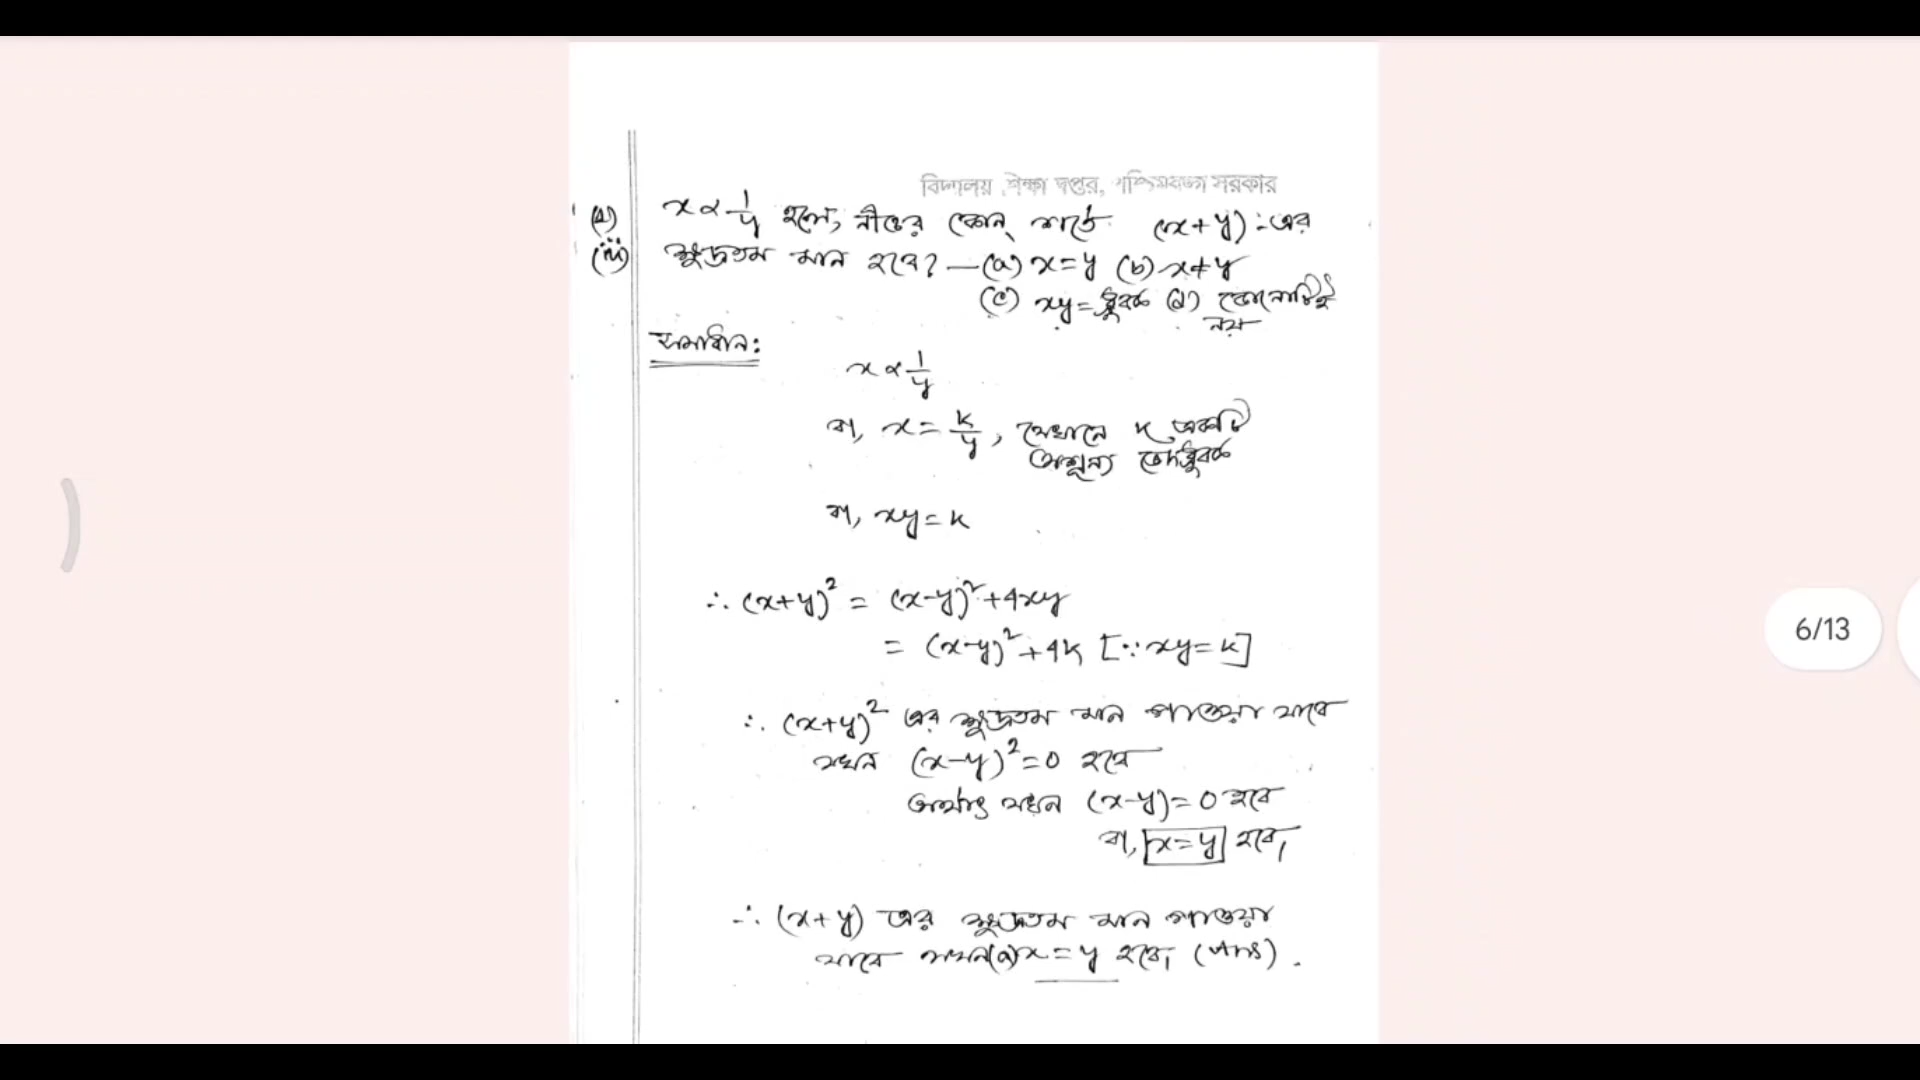 বিদ্যালয় শিক্ষা দপ্তর, পশ্চিমবঙ্গ সরকার
(A) x ∝ 1/y হলে, নীচের কোন্ শর্তে (x+y)-এর
(iii) ক্ষুদ্রতম মান হবে? — (a) x=y (b) x≠y
(c) xy= ধ্রুবক (d) কোনোটিই
নয়
সমাধান:
x ∝ 1/y
বা, x = k/y, যেখানে k একটি
অশূন্য ভেদধ্রুবক
বা, xy = k
∴ (x+y)² = (x-y)² + 4xy
= (x-y)² + 4k [∵ xy = k]
∴ (x+y)² এর ক্ষুদ্রতম মান পাওয়া যাবে
যখন (x-y)² = 0 হবে
অর্থাৎ যখন (x-y) = 0 হবে
বা, x = y হবে।
∴ (x+y) এর ক্ষুদ্রতম মান পাওয়া
যাবে যখন (a) x = y হবে। (Ans).
6/13